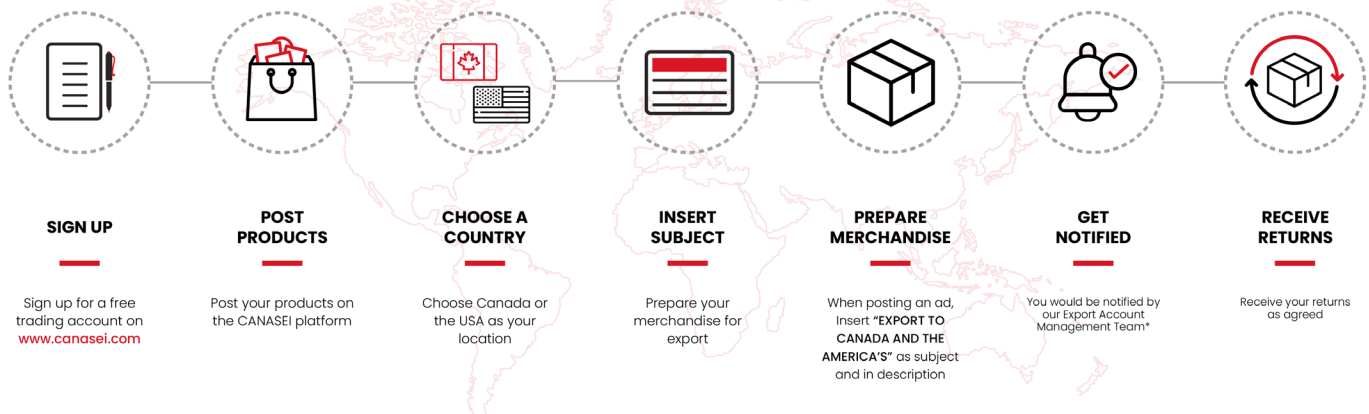 SIGN UP
Sign up for a free
trading account on
www.canasei.com
POST
PRODUCTS
Post your products on
the CANASEI platform
CHOOSE A
COUNTRY
Choose Canada or
the USA as your
location
INSERT
SUBJECT
Prepare your
merchandise for
export
PREPARE
MERCHANDISE
When posting an ad,
Insert “EXPORT TO
CANADA AND THE
AMERICA’S” as subject
and in description
GET
NOTIFIED
You would be notified by
our Export Account
Management Team*
RECEIVE
RETURNS
Receive your returns
as agreed